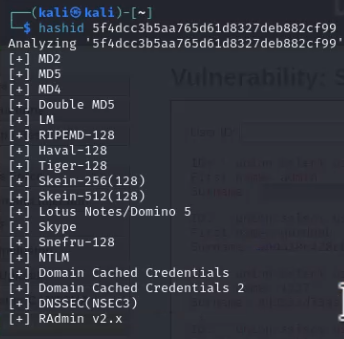 (kali㉿kali)-[~]
$ hashid 5f4dcc3b5aa765d61d8327deb882cf99
Analyzing '5f4dcc3b5aa765d61d8327deb882cf99'
[+] MD2
[+] MD5
[+] MD4
[+] Double MD5
[+] LM
[+] RIPEMD-128
[+] Haval-128
[+] Tiger-128
[+] Skein-256(128)
[+] Skein-512(128)
[+] Lotus Notes/Domino 5
[+] Skype
[+] Snefru-128
[+] NTLM
[+] Domain Cached Credentials
[+] Domain Cached Credentials 2
[+] DNSSEC(NSEC3)
[+] RAdmin v2.x
Vulnerability: S